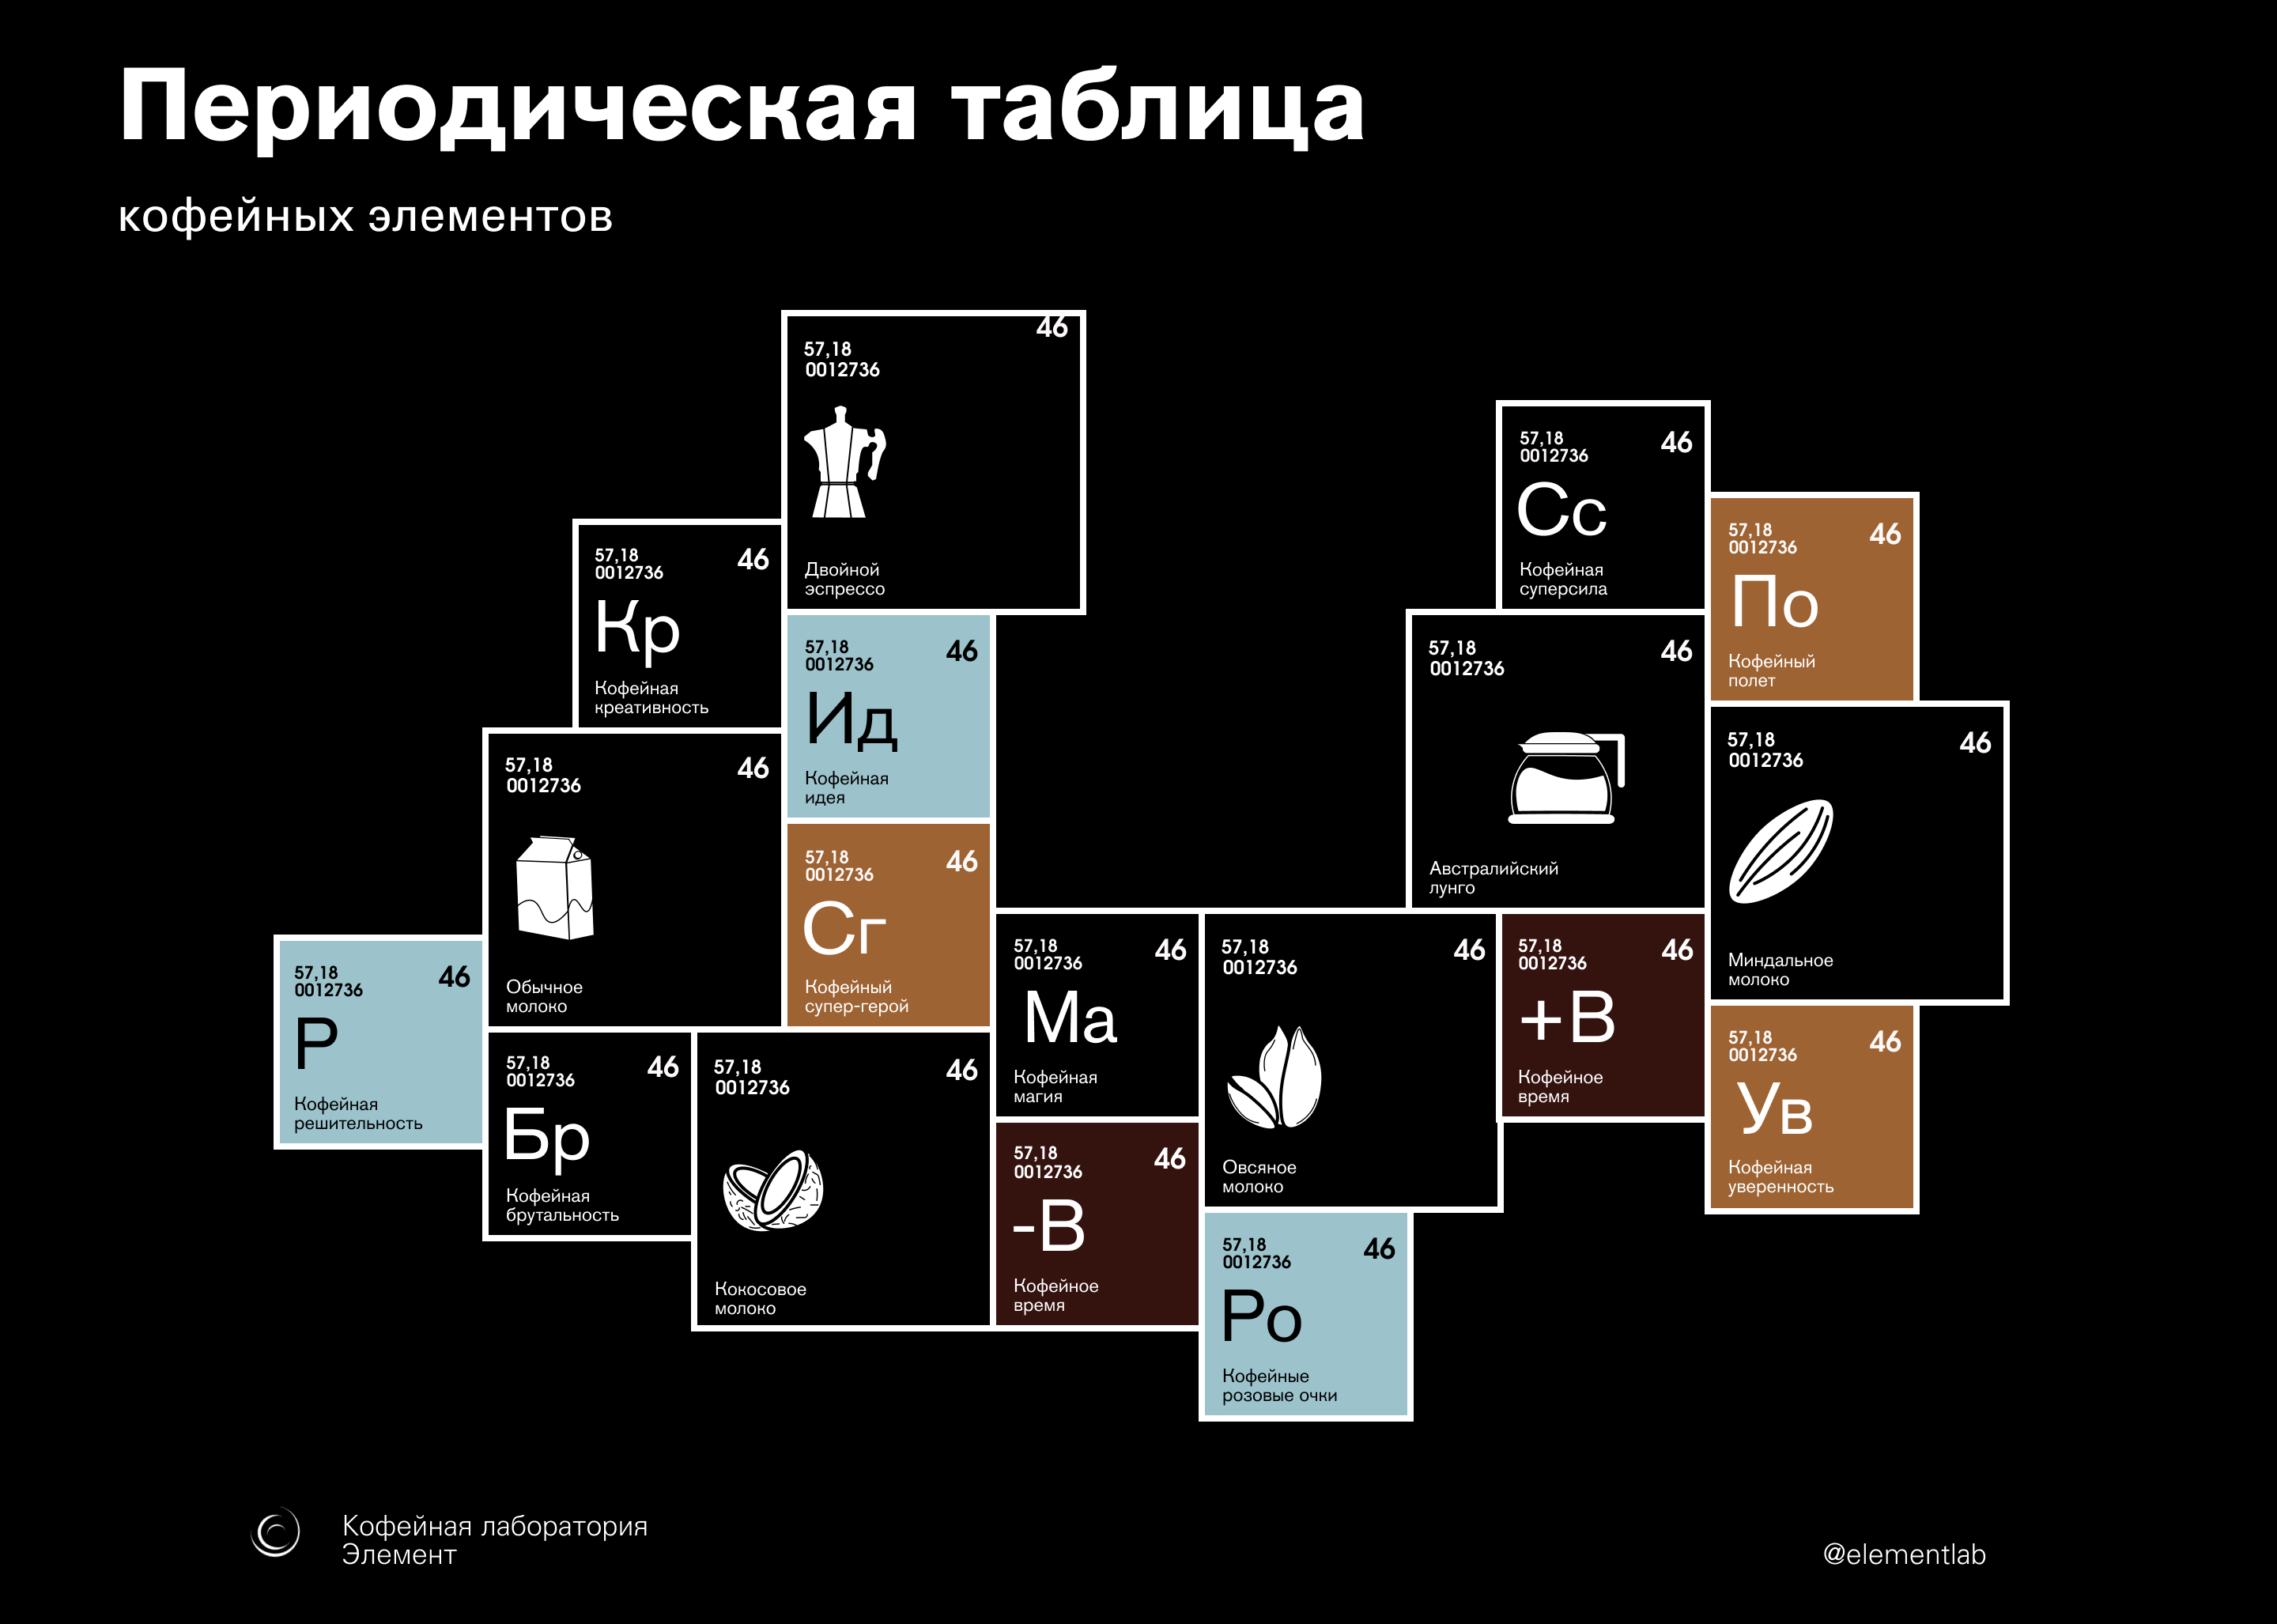 Периодическая таблица
кофейных элементов
46
57,18
0012736
Двойной
эспрессо
57,18
0012736
46
Сс
Кофейная
суперсила
57,18
0012736
46
По
Кофейный
полет
57,18
0012736
46
Кр
Кофейная
креативность
57,18
0012736
46
Ид
Кофейная
идея
57,18
0012736
46
Австралийский
лунго
57,18
0012736
46
Миндальное
молоко
57,18
0012736
46
Обычное
молоко
57,18
0012736
46
Сг
Кофейный
супер-герой
57,18
0012736
46
Р
Кофейная
решительность
57,18
0012736
46
Ма
Кофейная
магия
57,18
0012736
46
Овсяное
молоко
57,18
0012736
46
+В
Кофейное
время
57,18
0012736
46
Ув
Кофейная
уверенность
57,18
0012736
46
Бр
Кофейная
брутальность
57,18
0012736
46
Кокосовое
молоко
57,18
0012736
46
-В
Кофейное
время
57,18
0012736
46
Ро
Кофейные
розовые очки
Кофейная лаборатория
Элемент
@elementlab